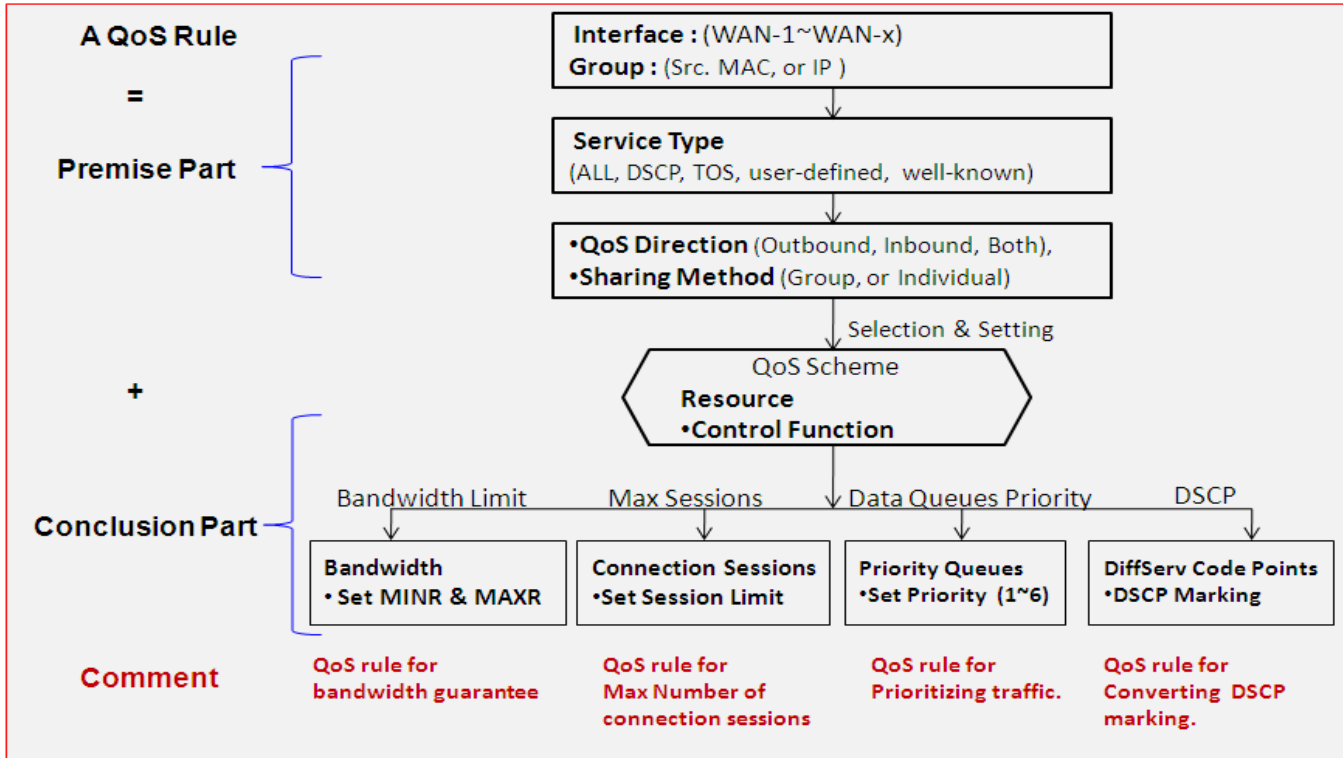 A QoS Rule
=
Premise Part
+
Conclusion Part
Comment
Interface : (WAN-1~WAN-x)
Group : (Src. MAC, or IP )
Service Type
(ALL, DSCP, TOS, user-defined, well-known)
•QoS Direction (Outbound, Inbound, Both),
•Sharing Method (Group, or Individual)
Selection & Setting
QoS Scheme
Resource
•Control Function
Bandwidth Limit
Max Sessions
Data Queues Priority
DSCP
Bandwidth
• Set MINR & MAXR
Connection Sessions
•Set Session Limit
Priority Queues
•Set Priority (1~6)
DiffServ Code Points
•DSCP Marking
QoS rule for
bandwidth guarantee
QoS rule for
Max Number of
connection sessions
QoS rule for
Prioritizing traffic.
QoS rule for
Converting DSCP
marking.